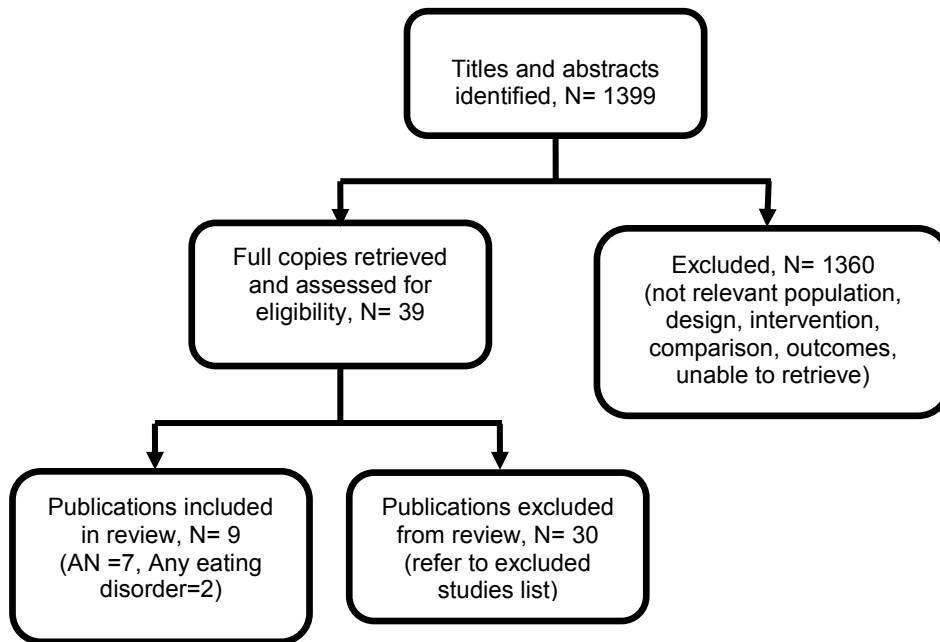 Titles and abstracts
identified, N= 1399
Full copies retrieved
and assessed for
eligibility, N= 39
Excluded, N= 1360
(not relevant population,
design, intervention,
comparison, outcomes,
unable to retrieve)
Publications included
in review, N= 9
(AN =7, Any eating
disorder=2)
Publications excluded
from review, N= 30
(refer to excluded
studies list)